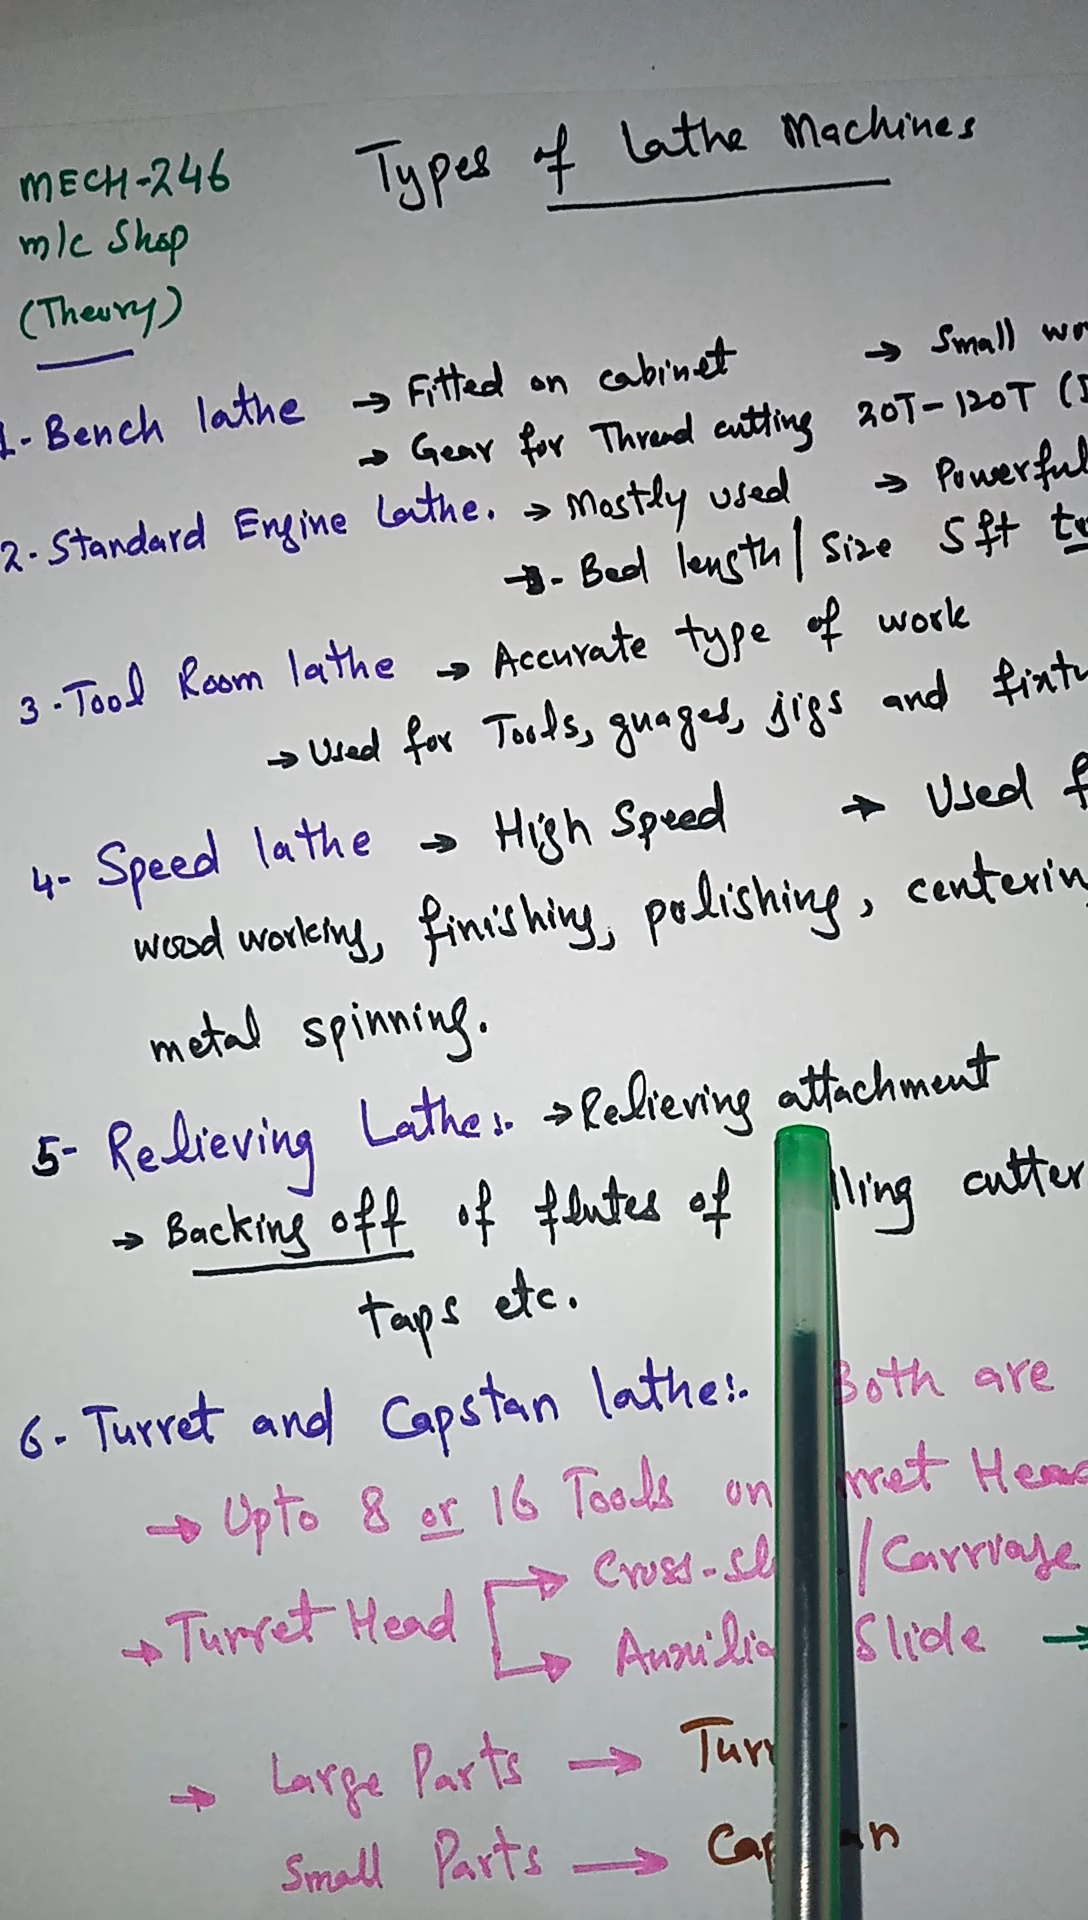 Types of Lathe Machines
MECH-246
m/c Shop
(Theory)
1-Bench lathe → Fitted on cabinet → Small
→ Gear for Thread cutting 20T-120T
2-Standard Engine Lathe. → Mostly used → Powerful
- Bed length/Size 5ft
3-Tool Room lathe → Accurate type of work
→ Used for Tools, guages, jigs and
4- Speed lathe → High Speed → Used
wood working, finishing, polishing,
metal spinning.
5- Relieving Lathe:- → Relieving attachment
→ Backing off of flutes of cutter
taps etc.
6- Turret and Capstan lathe:- Both are
→ Upto 8 or 16 Tools on
→ Turret Head → /Carriage
→ Slide →
→ Large Parts →
Small Parts →